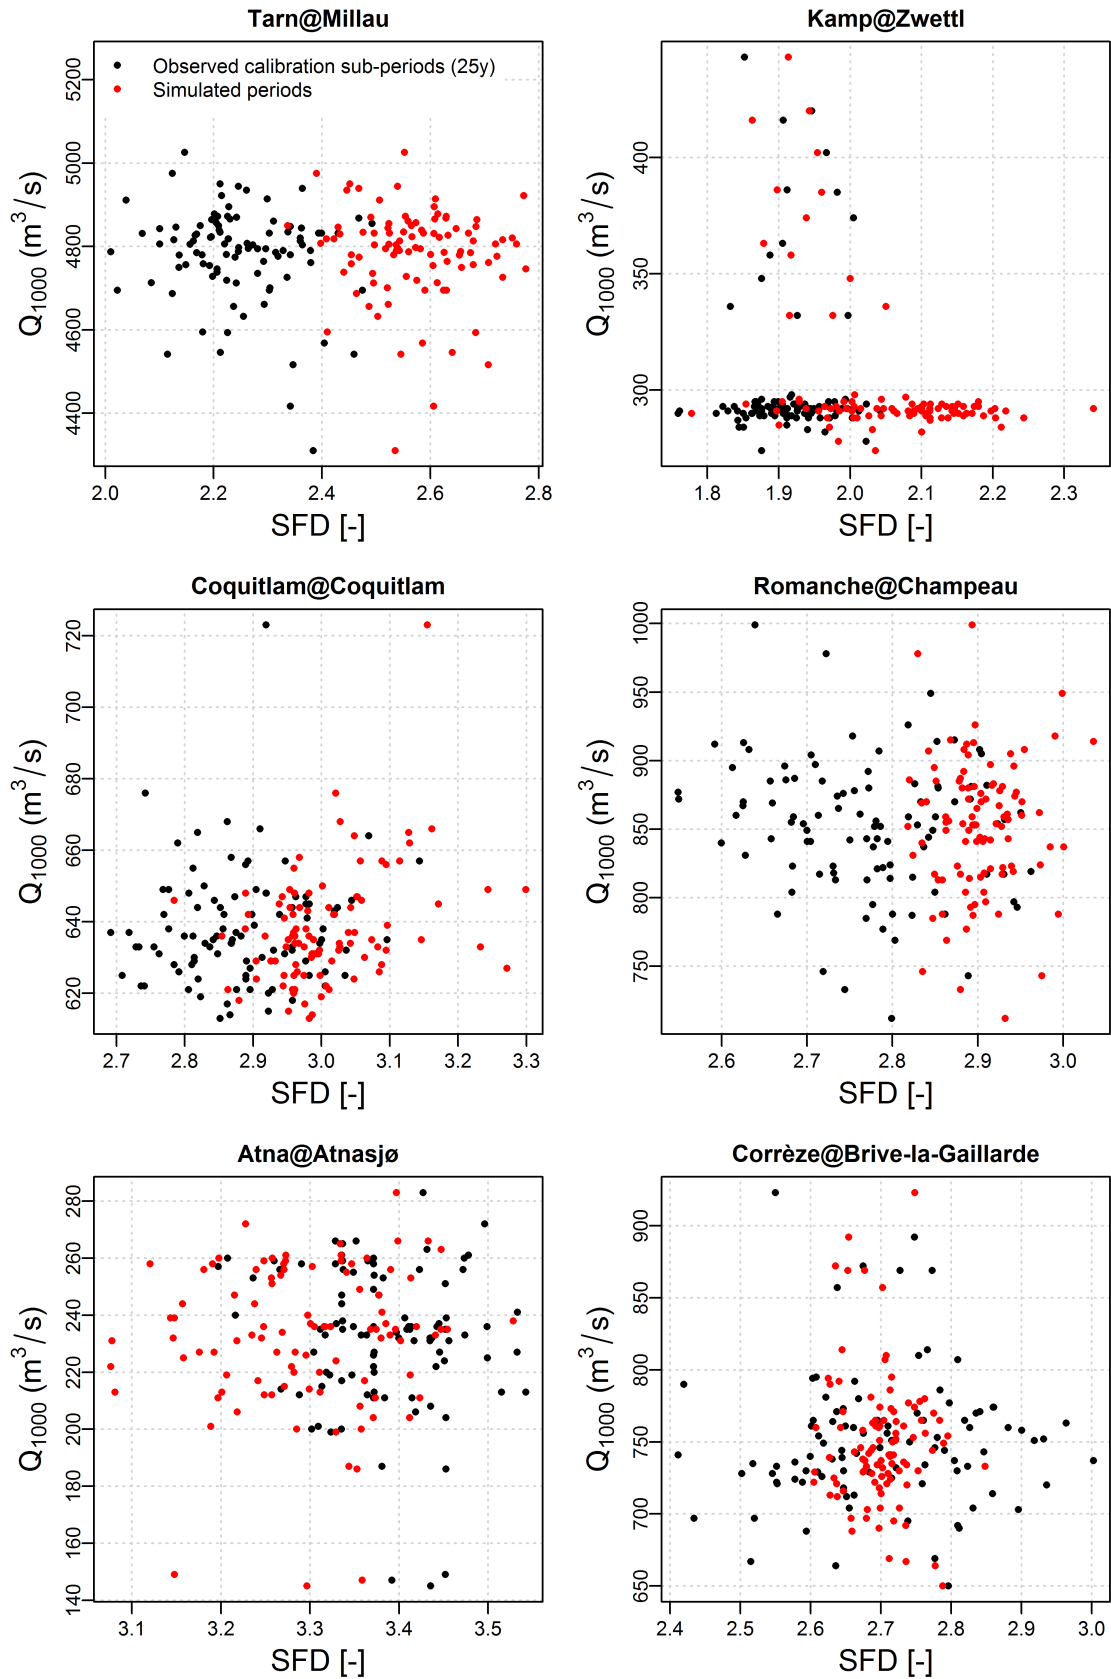 Tarn@Millau
Observed calibration sub-periods (25y)
Simulated periods
Q1000 (m³/s)
5200
5000
4800
4600
4400
2.0 2.2 2.4 2.6 2.8
SFD [-]
Kamp@Zwettl
Q1000 (m³/s)
400
350
300
1.8 1.9 2.0 2.1 2.2 2.3
SFD [-]
Coquitlam@Coquitlam
Q1000 (m³/s)
720
700
680
660
640
620
2.7 2.8 2.9 3.0 3.1 3.2 3.3
SFD [-]
Romanche@Champeau
Q1000 (m³/s)
1000
950
900
850
800
750
2.6 2.7 2.8 2.9 3.0
SFD [-]
Atna@Atnasjø
Q1000 (m³/s)
280
260
240
220
200
180
160
140
3.1 3.2 3.3 3.4 3.5
SFD [-]
Corrèze@Brive-la-Gaillarde
Q1000 (m³/s)
900
850
800
750
700
650
2.4 2.5 2.6 2.7 2.8 2.9 3.0
SFD [-]